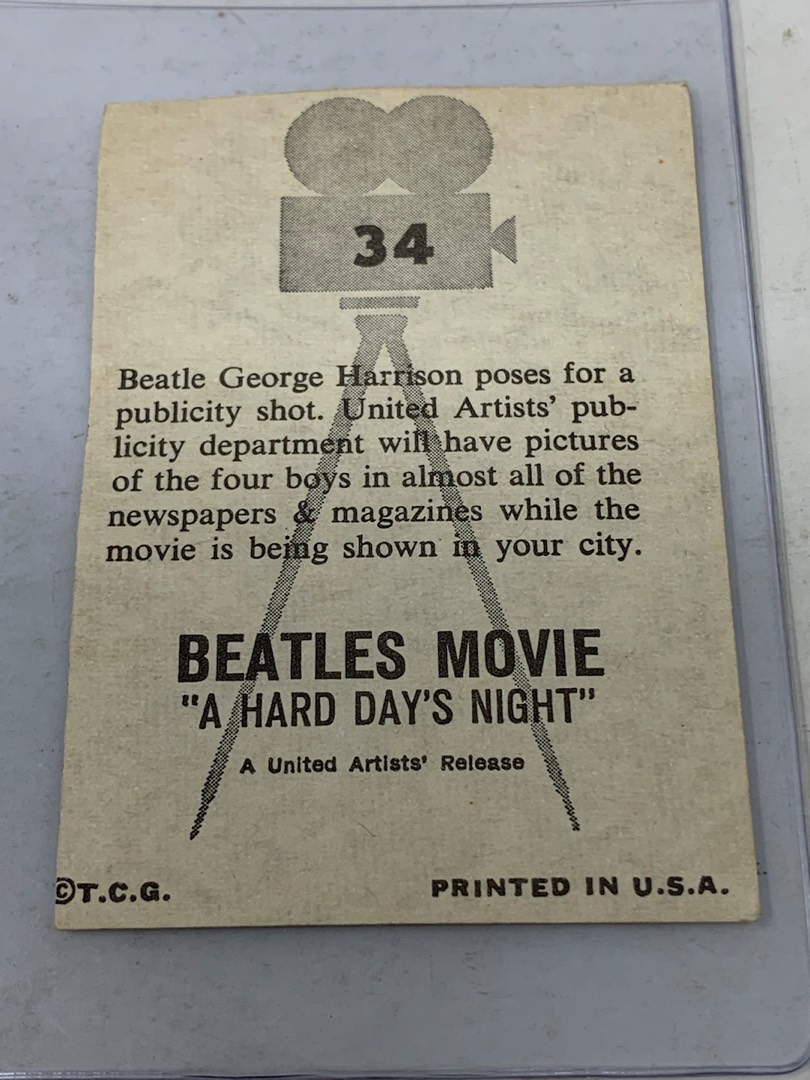 34
Beatle George Harrison poses for a
publicity shot. United Artists' pub-
licity department will have pictures
of the four boys in almost all of the
newspapers & magazines while the
movie is being shown in your city.
BEATLES MOVIE
"A HARD DAY'S NIGHT"
A United Artists' Release
©T.C.G.
PRINTED IN U.S.A.